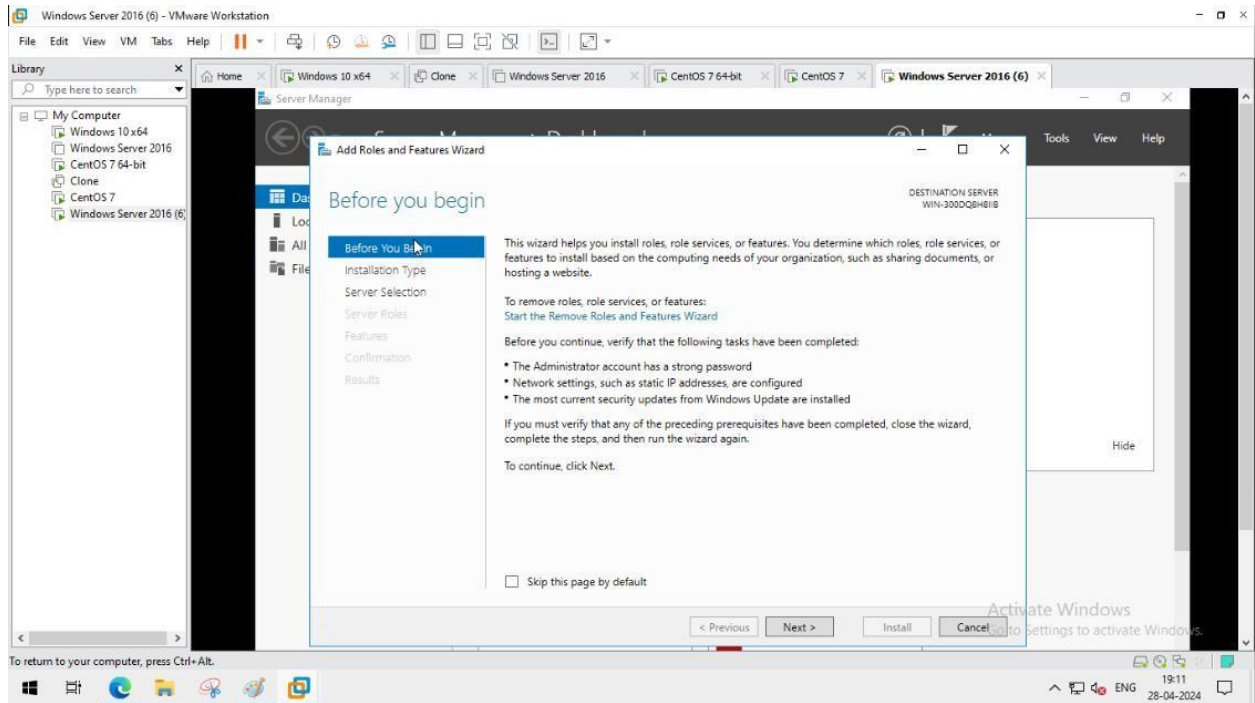 Windows Server 2016 (6) - VMware Workstation
File Edit View VM Tabs Help
Library
Type here to search
My Computer
Windows 10 x64
Windows Server 2016
CentOS 7 64-bit
Clone
CentOS 7
Windows Server 2016 (6)
Home Windows 10 x64 Clone Windows Server 2016 CentOS 7 64-bit CentOS 7 Windows Server 2016 (6)
Server Manager
Tools View Help
Add Roles and Features Wizard
Before you begin
DESTINATION SERVER
Before You Begin
Installation Type
Server Selection
Server Roles
Features
Confirmation
Results
This wizard helps you install roles, role services, or features. You determine which roles, role services, or
features to install based on the computing needs of your organization, such as sharing documents, or
hosting a website.
To remove roles, role services, or features:
Start the Remove Roles and Features Wizard
Before you continue, verify that the following tasks have been completed:
• The Administrator account has a strong password
• Network settings, such as static IP addresses, are configured
• The most current security updates from Windows Update are installed
If you must verify that any of the preceding prerequisites have been completed, close the wizard,
complete the steps, and then run the wizard again.
To continue, click Next.
Skip this page by default
< Previous Next > Install Cancel
All
File
Hide
Activate Windows
Go to Settings to activate Windows.
To return to your computer, press Ctrl+Alt.
ENG
19:11
28-04-2024